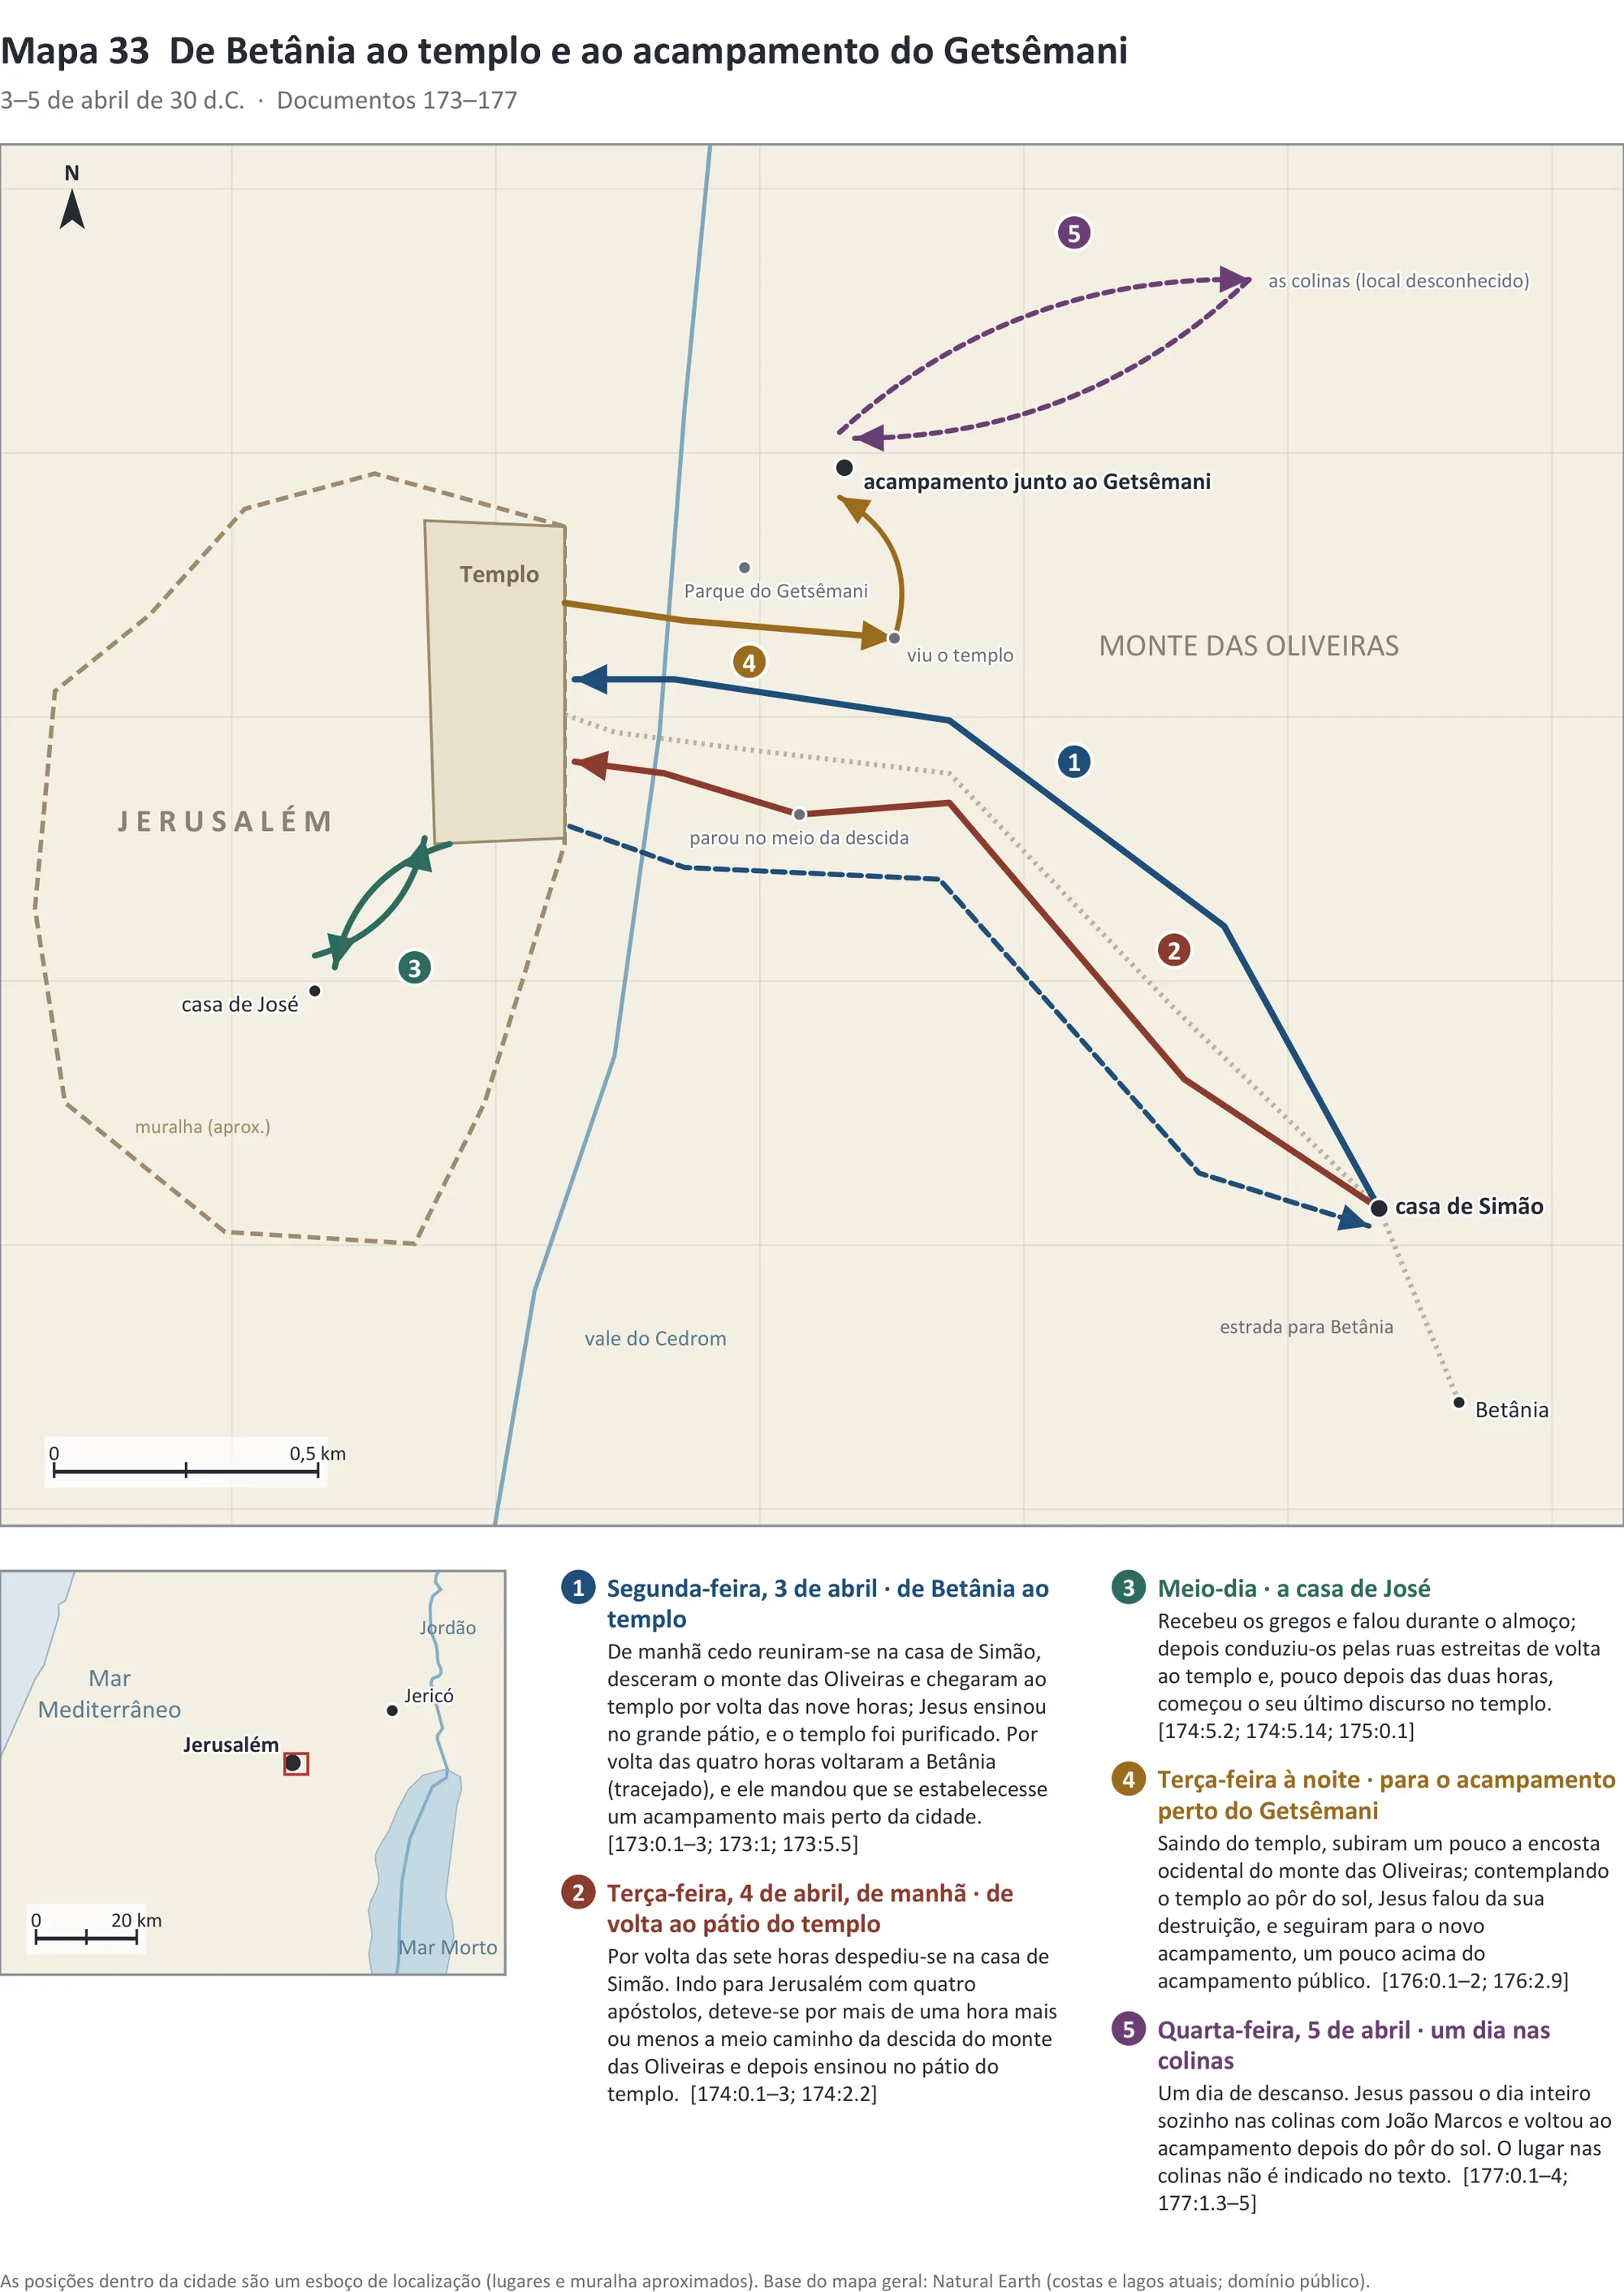 Mapa 33  De Betânia ao templo e ao acampamento do Getsêmani
3–5 de abril de 30 d.C.  ·  Documentos 173–177
N
5
as colinas (local desconhecido)
acampamento junto ao Getsêmani
Templo
Parque do Getsêmani
viu o templo
MONTE DAS OLIVEIRAS
4
1
JERUSALÉM
parou no meio da descida
2
3
casa de José
muralha (aprox.)
casa de Simão
estrada para Betânia
vale do Cedrom
Betânia
0 0,5 km
Jordão
Mar
Mediterrâneo
Jericó
Jerusalém
0 20 km
Mar Morto
1 Segunda-feira, 3 de abril · de Betânia ao
templo
De manhã cedo reuniram-se na casa de Simão,
desceram o monte das Oliveiras e chegaram ao
templo por volta das nove horas; Jesus ensinou
no grande pátio, e o templo foi purificado. Por
volta das quatro horas voltaram a Betânia
(tracejado), e ele mandou que se estabelecesse
um acampamento mais perto da cidade.
[173:0.1–3; 173:1; 173:5.5]
2 Terça-feira, 4 de abril, de manhã · de
volta ao pátio do templo
Por volta das sete horas despediu-se na casa de
Simão. Indo para Jerusalém com quatro
apóstolos, deteve-se por mais de uma hora mais
ou menos a meio caminho da descida do monte
das Oliveiras e depois ensinou no pátio do
templo.  [174:0.1–3; 174:2.2]
3 Meio-dia · a casa de José
Recebeu os gregos e falou durante o almoço;
depois conduziu-os pelas ruas estreitas de volta
ao templo e, pouco depois das duas horas,
começou o seu último discurso no templo.
[174:5.2; 174:5.14; 175:0.1]
4 Terça-feira à noite · para o acampamento
perto do Getsêmani
Saindo do templo, subiram um pouco a encosta
ocidental do monte das Oliveiras; contemplando
o templo ao pôr do sol, Jesus falou da sua
destruição, e seguiram para o novo
acampamento, um pouco acima do
acampamento público.  [176:0.1–2; 176:2.9]
5 Quarta-feira, 5 de abril · um dia nas
colinas
Um dia de descanso. Jesus passou o dia inteiro
sozinho nas colinas com João Marcos e voltou ao
acampamento depois do pôr do sol. O lugar nas
colinas não é indicado no texto.  [177:0.1–4;
177:1.3–5]
As posições dentro da cidade são um esboço de localização (lugares e muralha aproximados). Base do mapa geral: Natural Earth (costas e lagos atuais; domínio público).